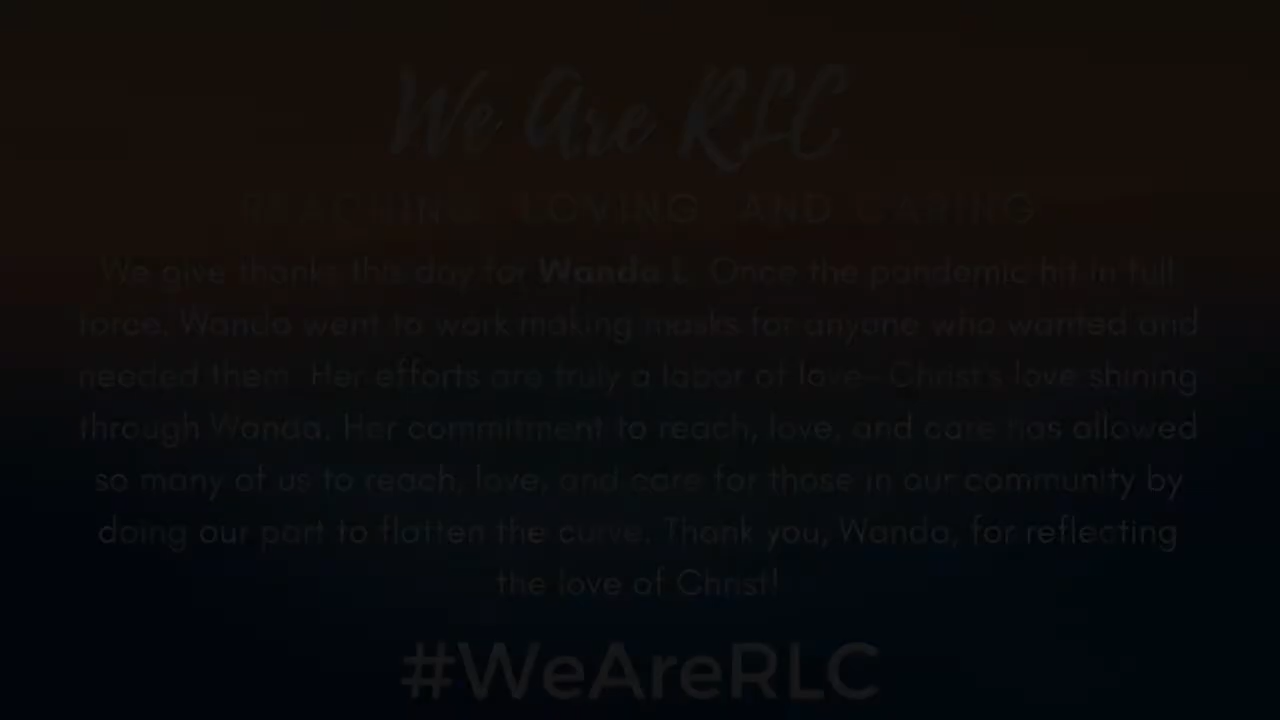 We Are RLC
REACHING LOVING AND CARING
We give thanks this day for Wanda L. Once the pandemic hit in full
force, Wanda went to work making masks for anyone who wanted and
needed them. Her efforts are truly a labor of love- Christ's love shining
through Wanda. Her commitment to reach, love, and care has allowed
so many of us to reach, love, and care for those in our community by
doing our part to flatten the curve. Thank you, Wanda, for reflecting
the love of Christ!
#WeAreRLC